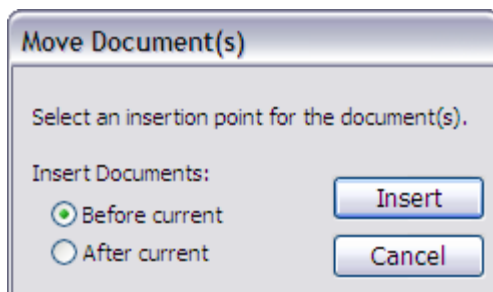 Move Document(s)
Select an insertion point for the document(s).
Insert Documents:
Before current
After current
Insert
Cancel